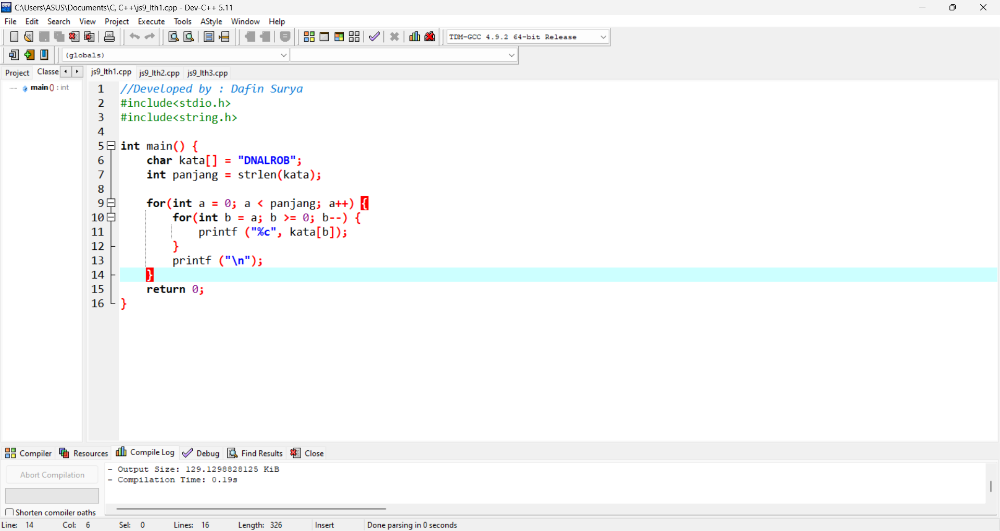 C:\Users\ASUS\Documents\C, C++\js9_lth1.cpp - Dev-C++ 5.11
File Edit Search View Project Execute Tools AStyle Window Help
TDM-GCC 4.9.2 64-bit Release
(globals)
Project Classe js9_lth1.cpp js9_lth2.cpp js9_lth3.cpp
main () : int
1 //Developed by : Dafin Surya
2 #include<stdio.h>
3 #include<string.h>
4
5 int main() {
6 char kata[] = "DNALROB";
7 int panjang = strlen(kata);
8
9 for(int a = 0; a < panjang; a++) {
10 for(int b = a; b >= 0; b--) {
11 printf ("%c", kata[b]);
12 }
13 printf ("\n");
14 }
15 return 0;
16 }
Compiler Resources Compile Log Debug Find Results Close
Abort Compilation
- Output Size: 129.1298828125 KiB
- Compilation Time: 0.19s
Shorten compiler paths
Line: 14 Col: 6 Sel: 0 Lines: 16 Length: 326 Insert Done parsing in 0 seconds